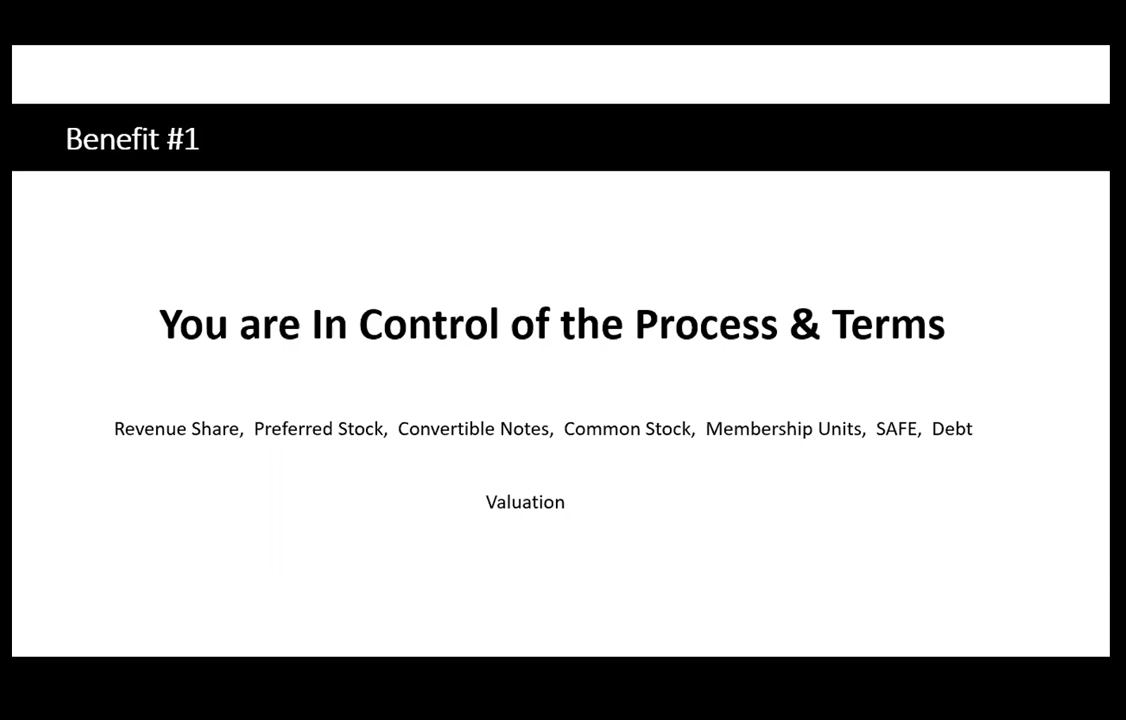 Benefit #1
You are In Control of the Process & Terms
Revenue Share, Preferred Stock, Convertible Notes, Common Stock, Membership Units, SAFE, Debt
Valuation